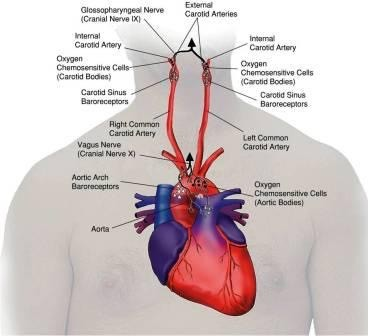 Glossopharyngeal Nerve
(Cranial Nerve IX)
External
Carotid Arteries
Internal
Carotid Artery
Internal
Carotid Artery
Oxygen
Chemosensitive Cells
(Carotid Bodies)
Oxygen
Chemosensitive Cells
(Carotid Bodies)
Carotid Sinus
Baroreceptors
Carotid Sinus
Baroreceptors
Right Common
Carotid Artery
Left Common
Carotid Artery
Vagus Nerve
(Cranial Nerve X)
Aortic Arch
Baroreceptors
Oxygen
Chemosensitive Cells
(Aortic Bodies)
Aorta